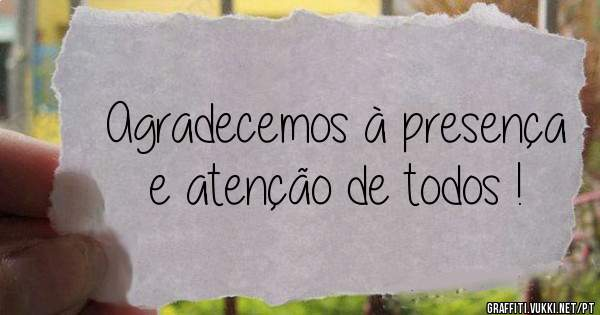 Agradecemos à presença
e atenção de todos !
GRAFFITI.VUKKI.NET/PT